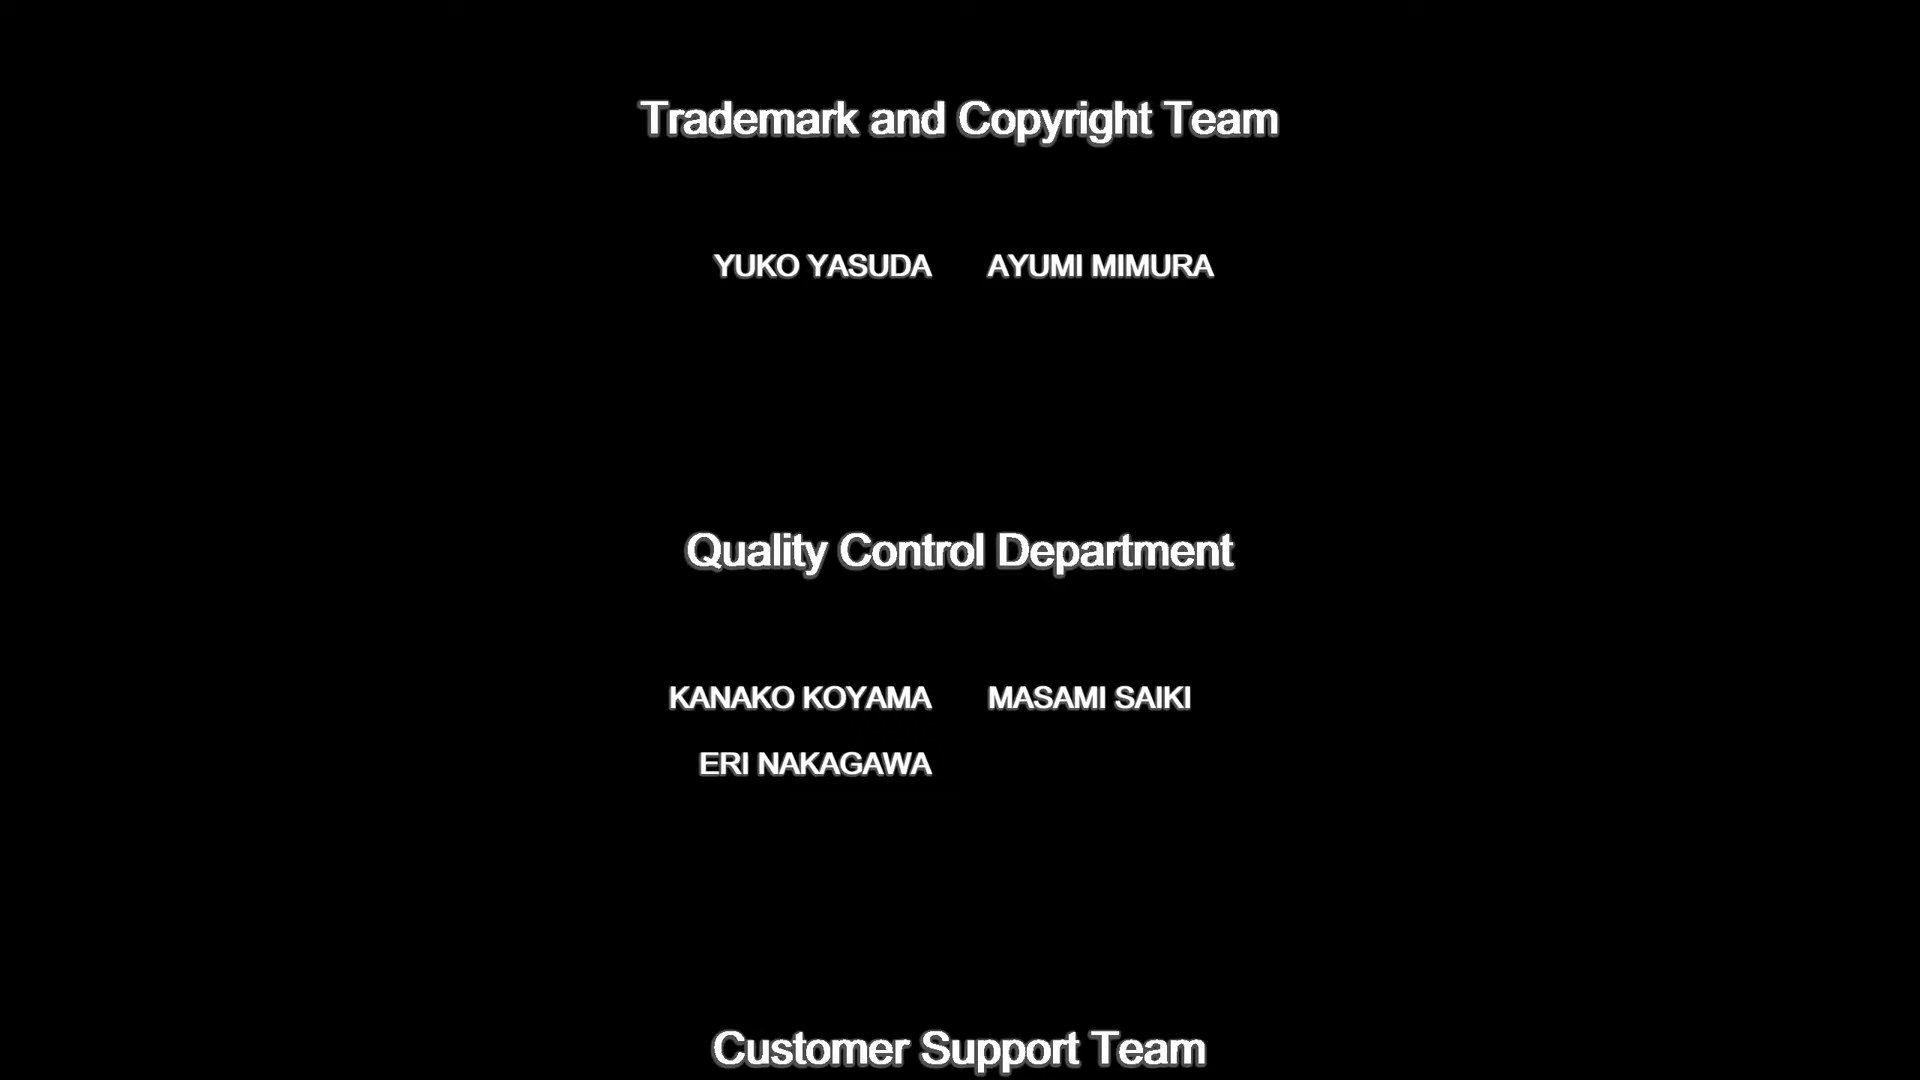 Trademark and Copyright Team
YUKO YASUDA AYUMI MIMURA
Quality Control Department
KANAKO KOYAMA MASAMI SAIKI
ERI NAKAGAWA
Customer Support Team